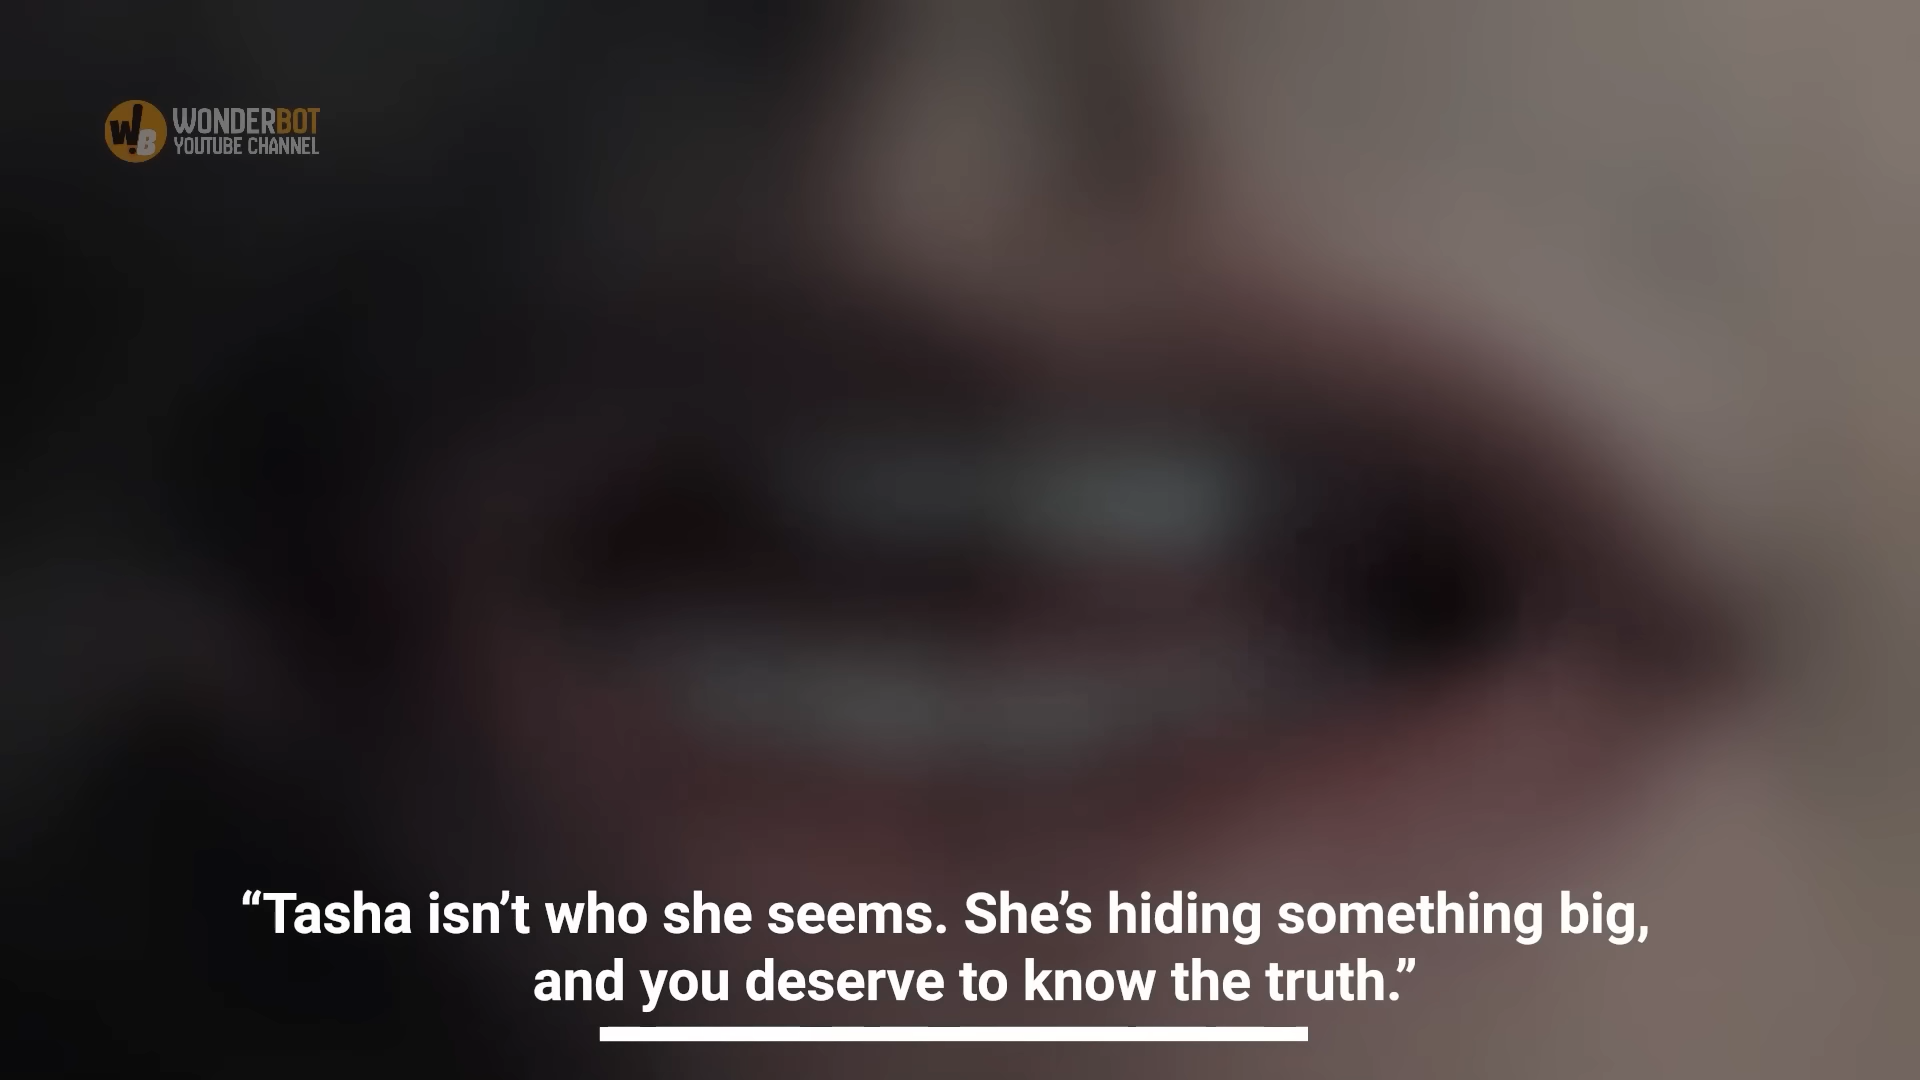 W!B
WONDERBOT
YOUTUBE CHANNEL
“Tasha isn’t who she seems. She’s hiding something big,
and you deserve to know the truth.”